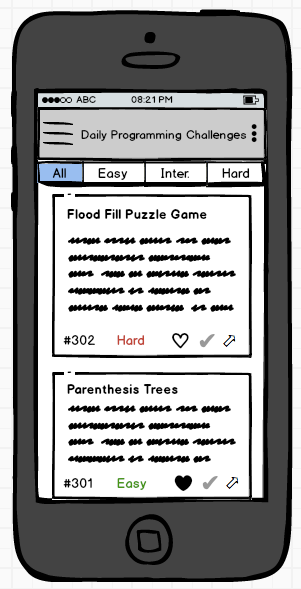 ABC 08:21 PM
Daily Programming Challenges
All Easy Inter. Hard
Flood Fill Puzzle Game
#302 Hard
Parenthesis Trees
#301 Easy